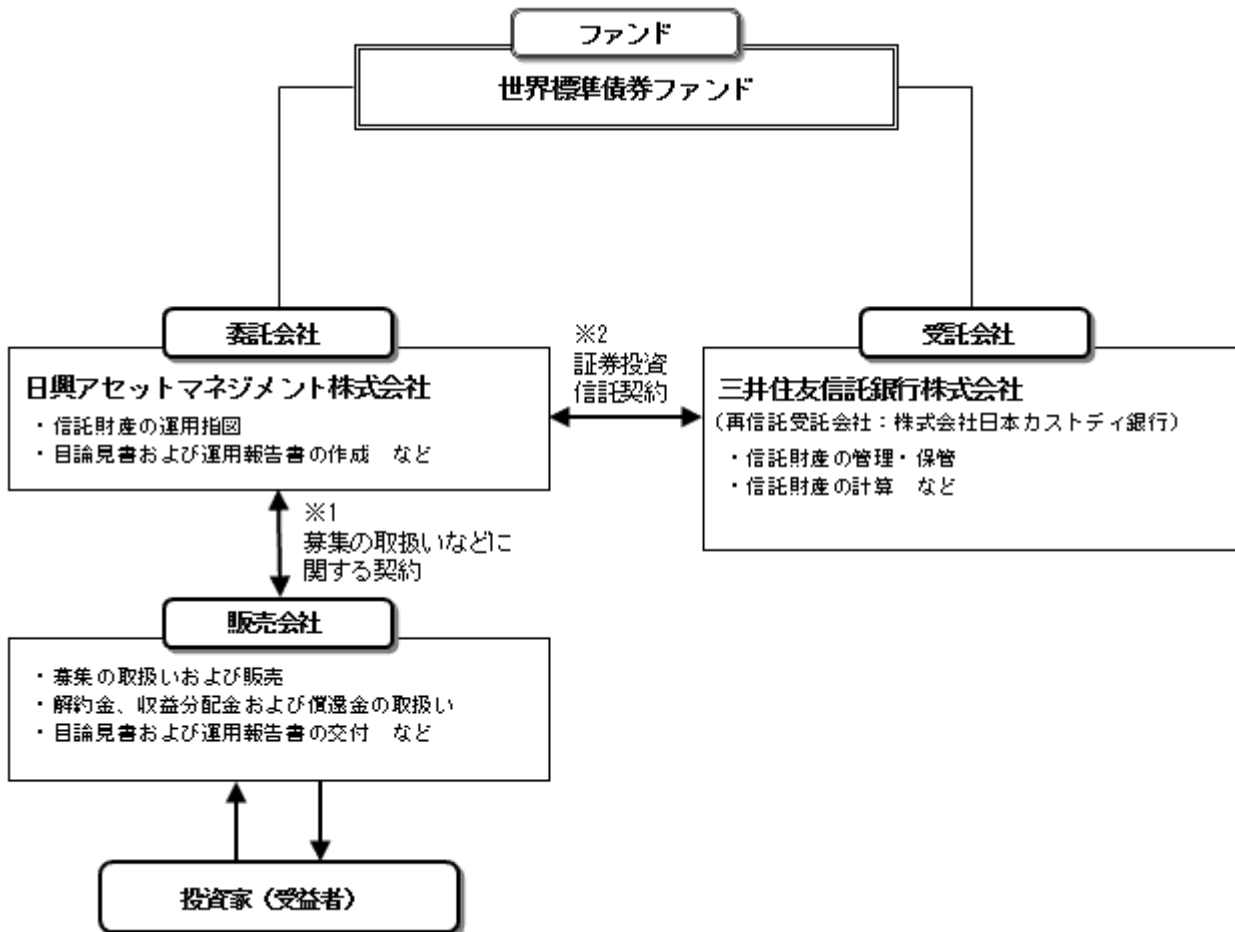 ファンド
世界標準債券ファンド
委託会社
日興アセットマネジメント株式会社
・信託財産の運用指図
・目論見書および運用報告書の作成　など
※2
証券投資
信託契約
受託会社
三井住友信託銀行株式会社
（再信託受託会社：株式会社日本カストディ銀行）
・信託財産の管理・保管
・信託財産の計算　など
※1
募集の取扱いなどに
関する契約
販売会社
・募集の取扱いおよび販売
・解約金、収益分配金および償還金の取扱い
・目論見書および運用報告書の交付　など
投資家（受益者）